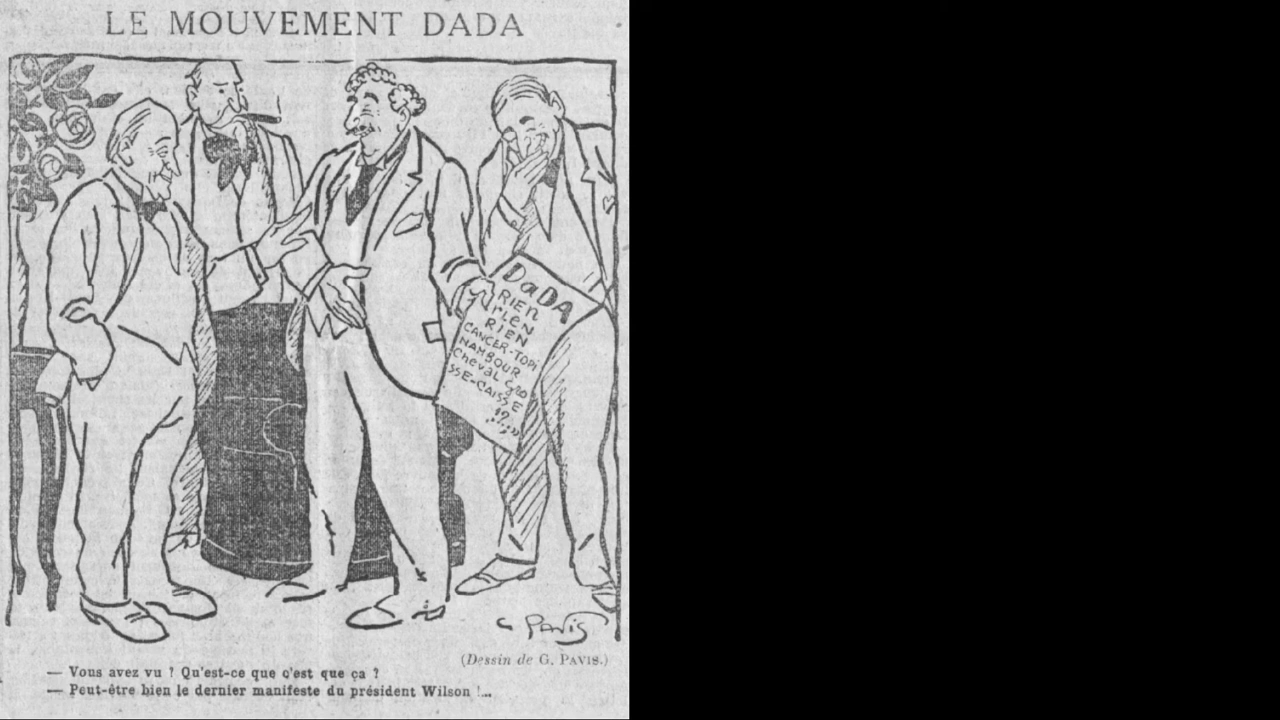 LE MOUVEMENT DADA
DaDA
RIEN
rien
RIEN
CANCER-TOPI
NAMBOUR
Cheval gro
SSE-CAISSE
!?
G PAVIS
(Dessin de G. PAVIS.)
— Vous avez vu ? Qu'est-ce que c'est que ça ?
— Peut-être bien le dernier manifeste du président Wilson !...